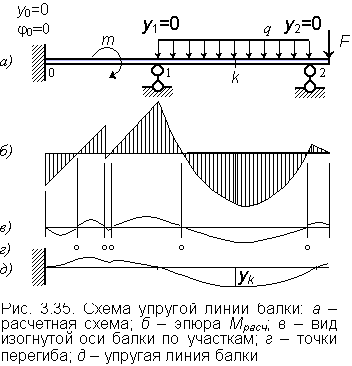 y₀=0
φ₀=0
y₁=0
y₂=0
m
q
F
а)
0
1
k
2
б)
в)
г)
д)
yₖ
Рис. 3.35. Схема упругой линии балки: а –
расчетная схема; б – эпюра Mрасч; в – вид
изогнутой оси балки по участкам; г – точки
перегиба; д – упругая линия балки